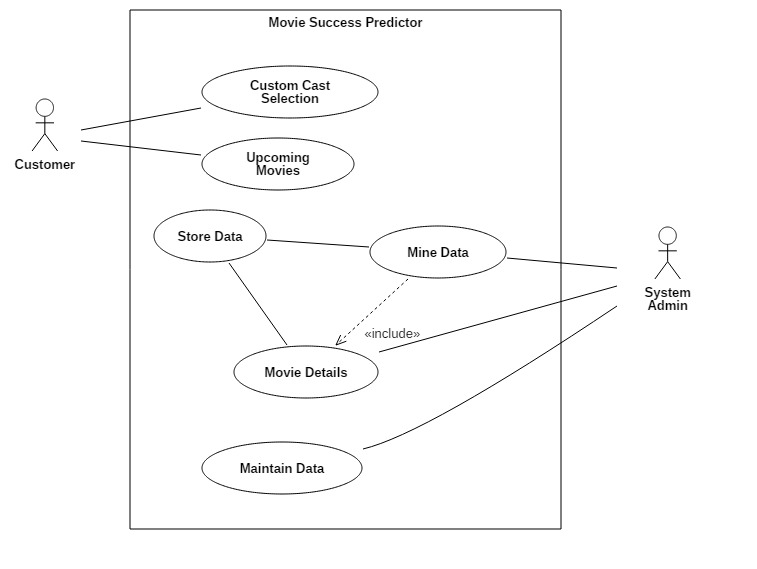 Movie Success Predictor
Custom Cast
Selection
Customer
Upcoming
Movies
Store Data
Mine Data
System
Admin
«include»
Movie Details
Maintain Data